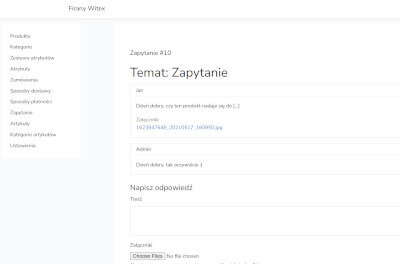 Firany Witex
Produkty
Kategorie
Zestawy atrybutów
Atrybuty
Zamówienia
Sposoby dostawy
Sposoby płatności
Zapytania
Artykuły
Kategorie artykułów
Ustawienia
Zapytanie #10
Temat: Zapytanie
Jan
Dzień dobry, czy ten produkt nadaje się do [...]
Załączniki
1623947648_20210517_160950.jpg
Admin
Dzień dobry, tak oczywiście :)
Napisz odpowiedź
Treść
Załączniki
Choose Files No file chosen